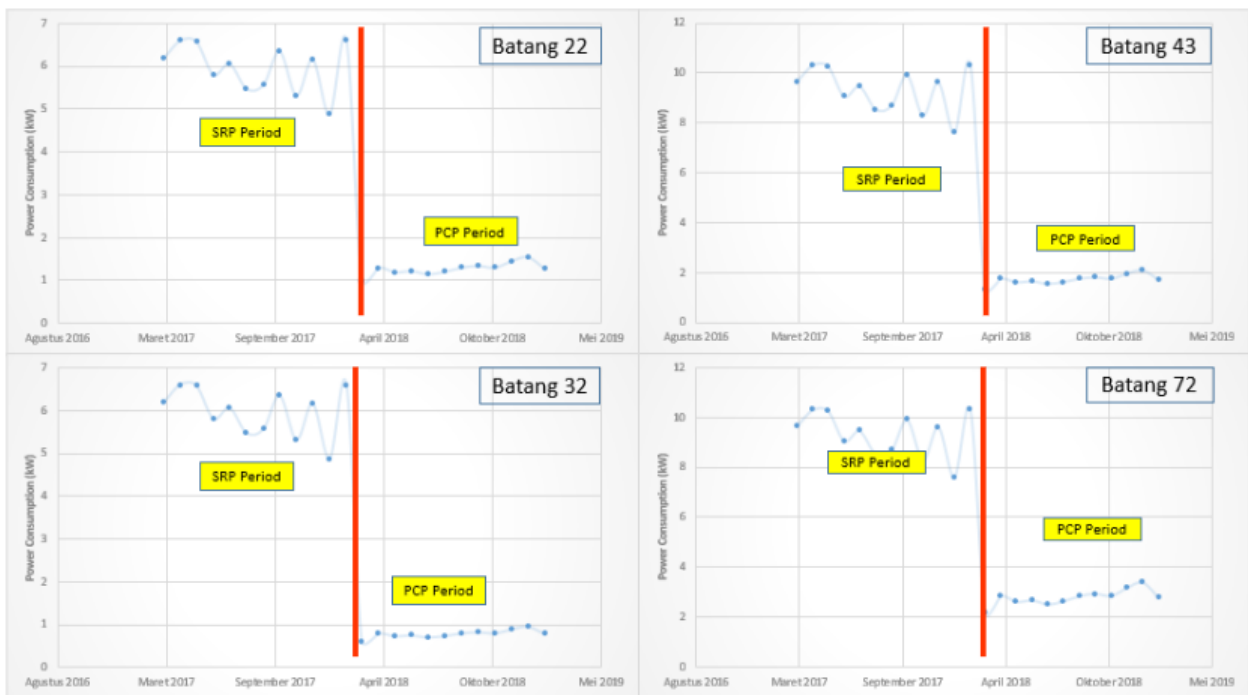 Batang 22
Power Consumption (kW)
7
6
5
4
3
2
1
0
SRP Period
PCP Period
Agustus 2016
Maret 2017
September 2017
April 2018
Oktober 2018
Mei 2019
Batang 43
Power Consumption (kW)
12
10
8
6
4
2
0
SRP Period
PCP Period
Agustus 2016
Maret 2017
September 2017
April 2018
Oktober 2018
Mei 2019
Batang 32
Power Consumption (kW)
7
6
5
4
3
2
1
0
SRP Period
PCP Period
Agustus 2016
Maret 2017
September 2017
April 2018
Oktober 2018
Mei 2019
Batang 72
Power Consumption (kW)
12
10
8
6
4
2
0
SRP Period
PCP Period
Agustus 2016
Maret 2017
September 2017
April 2018
Oktober 2018
Mei 2019